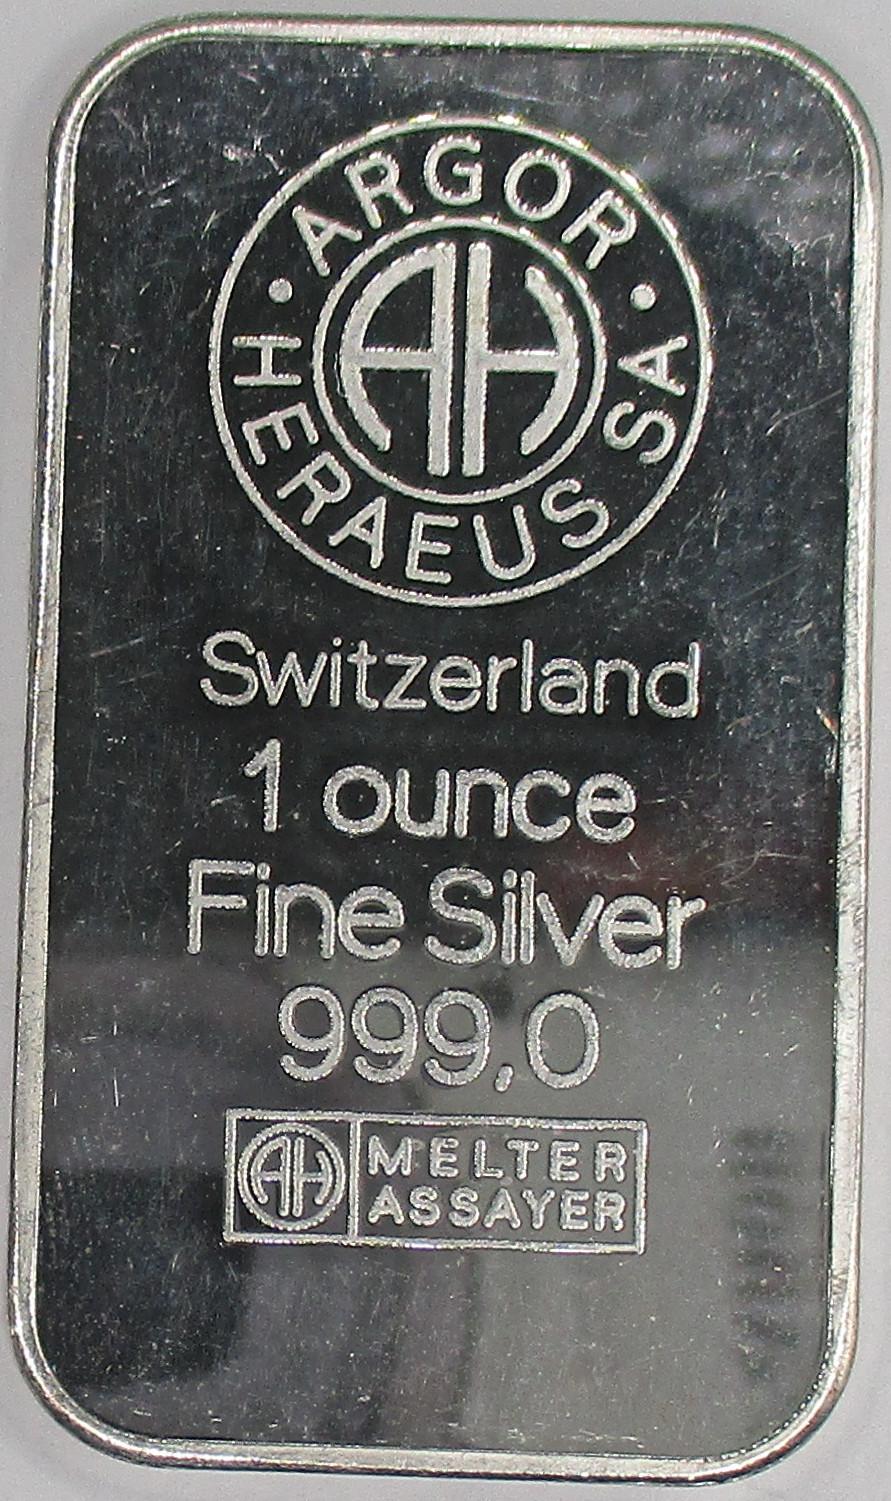 ARGOR
HERAEUS SA
AH
Switzerland
1 ounce
Fine Silver
999,0
AH MELTER
ASSAYER